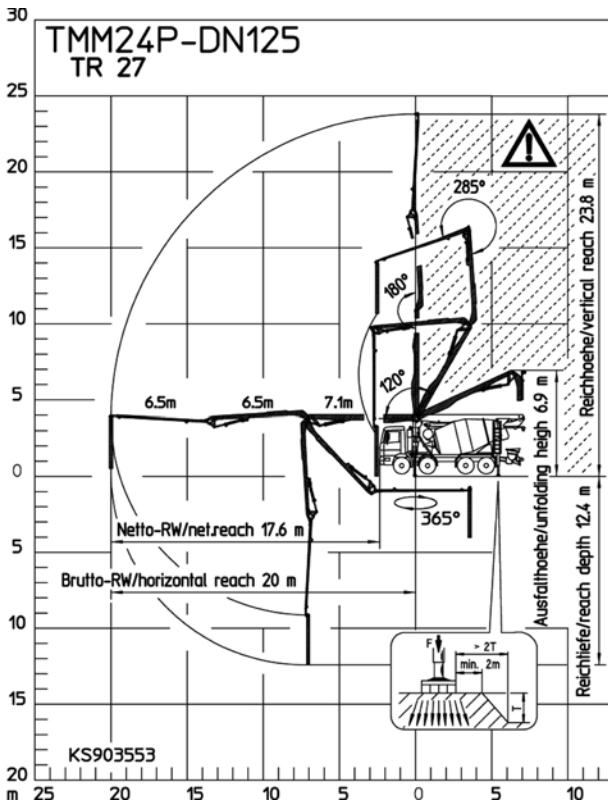 30
TMM24P-DN125
TR 27
25
20
15
10
5
0
5
10
15
20
285°
180°
120°
6.5m
6.5m
7.1m
365°
Netto-RW/net.reach 17.6 m
Brutto-RW/horizontal reach 20 m
Reichhoehe/vertical reach 23.8 m
Ausfalthoehe/unfolding heigh 6.9 m
Reichtiefe/reach depth 12.4 m
F
> 2T
min. 2m
T
KS903553
m 25 20 15 10 5 0 5 10